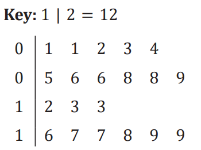 Key: 1 | 2 = 12
0 | 1 1 2 3 4
0 | 5 6 6 8 8 9
1 | 2 3 3
1 | 6 7 7 8 9 9